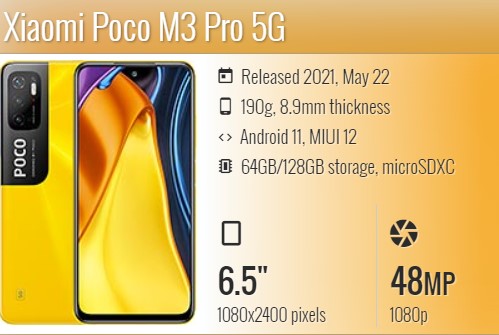 Xiaomi Poco M3 Pro 5G
Released 2021, May 22
190g, 8.9mm thickness
Android 11, MIUI 12
64GB/128GB storage, microSDXC
POCO
6.5"
1080x2400 pixels
48MP
1080p